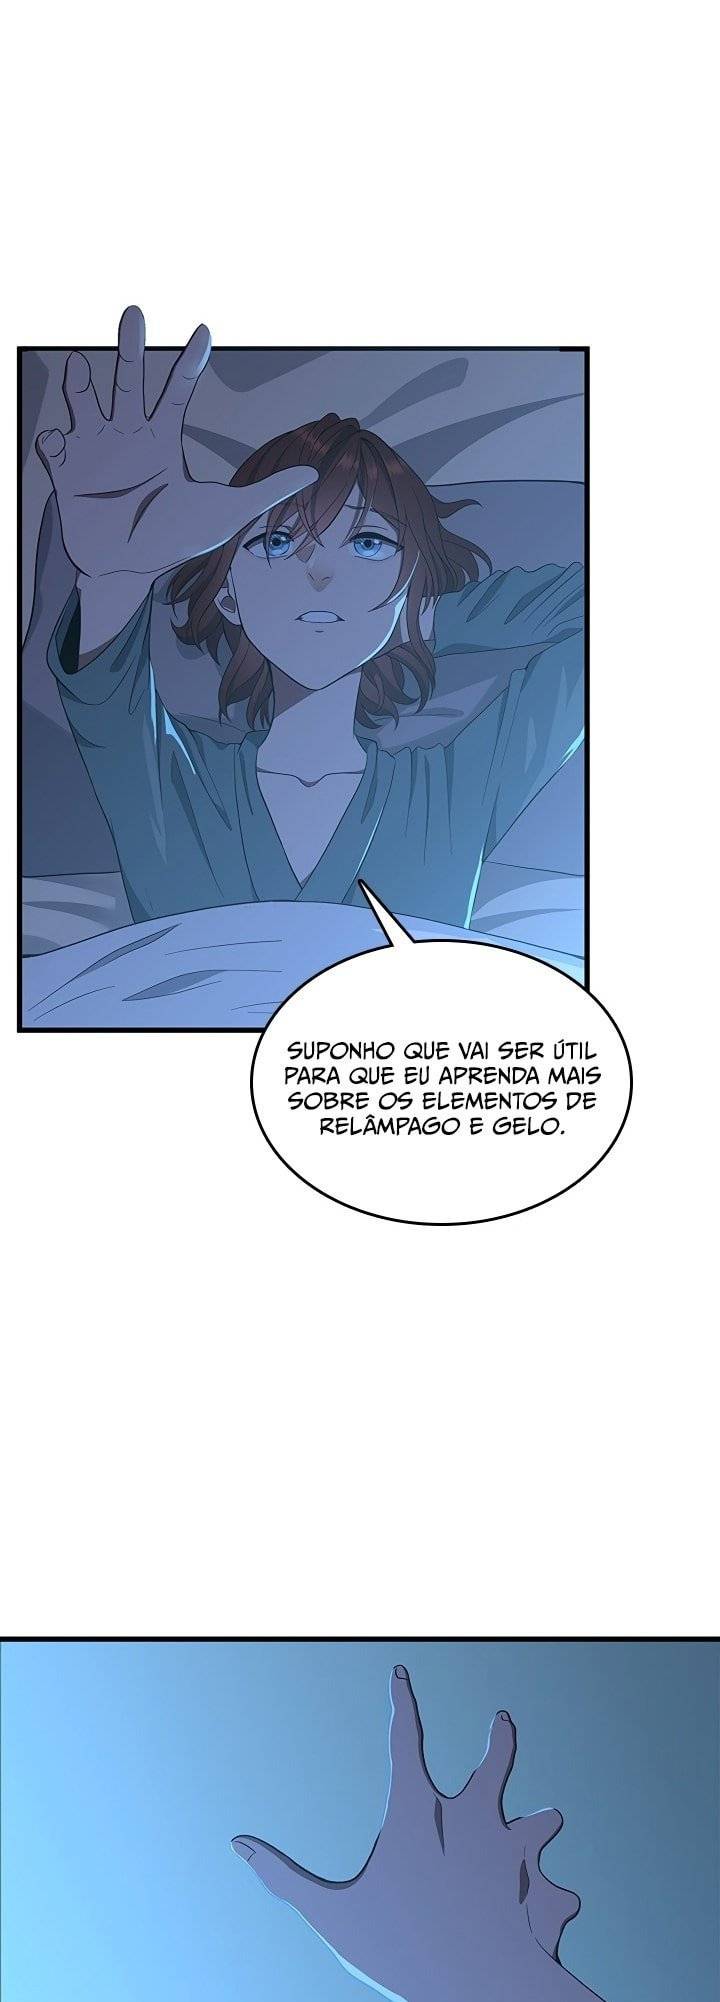 SUPONHO QUE VAI SER ÚTIL
PARA QUE EU APRENDA MAIS
SOBRE OS ELEMENTOS DE
RELÂMPAGO E GELO.